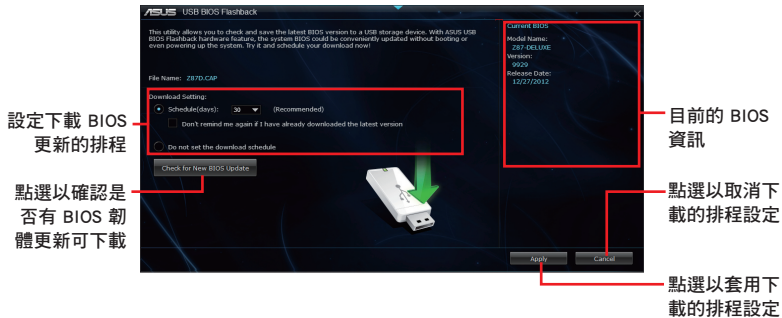 ASUS USB BIOS Flashback
This utility allows you to check and save the latest BIOS version to a USB storage device. With ASUS USB
BIOS Flashback hardware feature, the system BIOS could be conveniently updated without booting or
even powering up the system. Try it and schedule your download now!
File Name: Z87D.CAP
Download Setting:
Schedule(days): 30 (Recommended)
Don't remind me again if I have already downloaded the latest version
Do not set the download schedule
Check for New BIOS Update
Current BIOS
Model Name:
Z87-DELUXE
Version:
9929
Release Date:
12/27/2012
Apply
Cancel
設定下載 BIOS
更新的排程
點選以確認是
否有 BIOS 韌
體更新可下載
目前的 BIOS
資訊
點選以取消下
載的排程設定
點選以套用下
載的排程設定